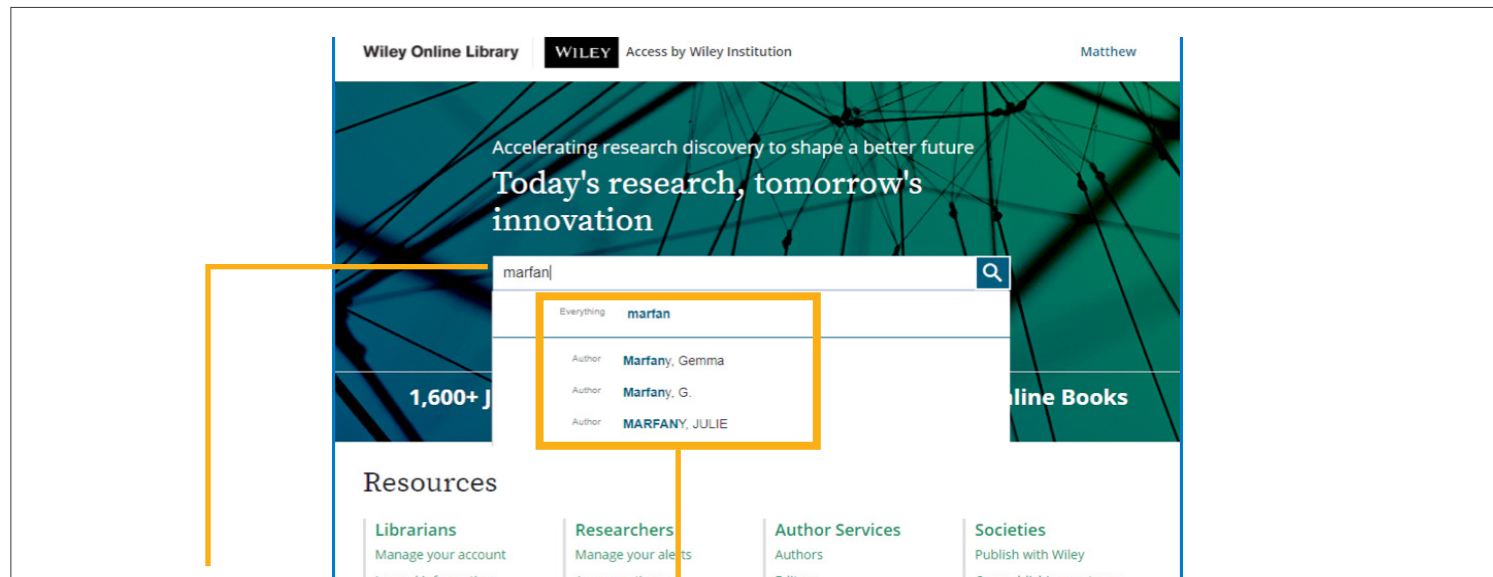 Wiley Online Library WILEY Access by Wiley Institution Matthew
Accelerating research discovery to shape a better future
Today's research, tomorrow's
innovation
marfan
Everything marfan
Author Marfany, Gemma
Author Marfany, G.
Author MARFANY, JULIE
1,600+ Books
Resources
Librarians Researchers Author Services Societies
Manage your account Manage your alerts Authors Publish with Wiley